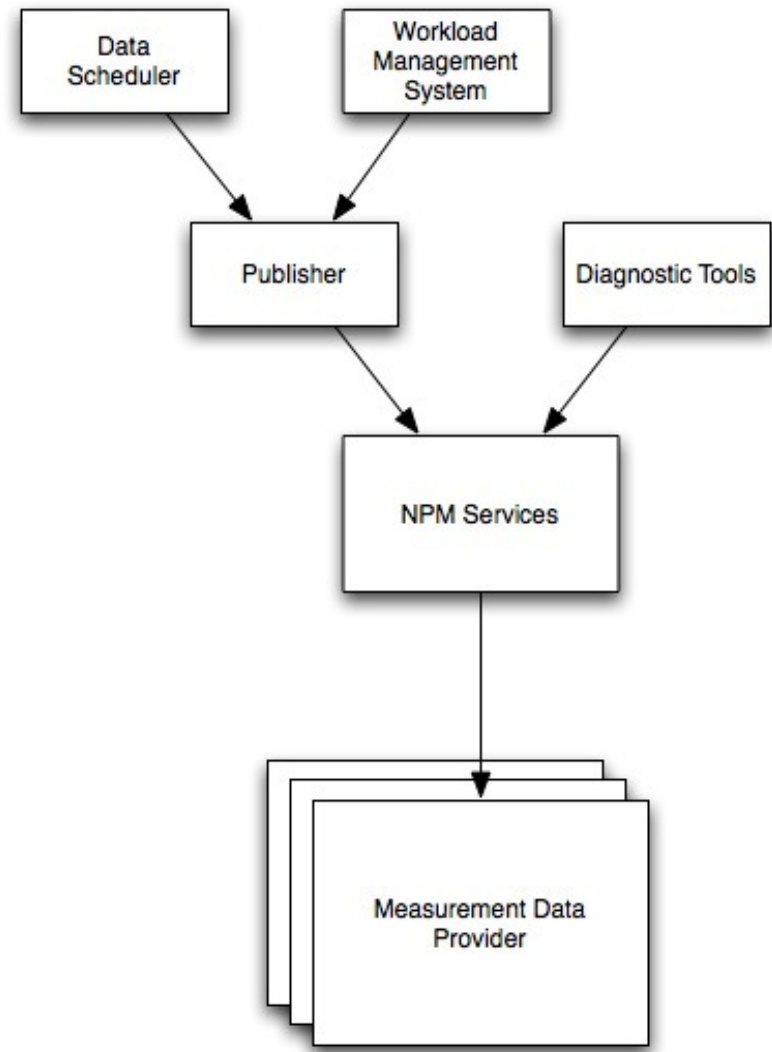 Data
Scheduler
Workload
Management
System
Publisher
Diagnostic Tools
NPM Services
Measurement Data
Provider